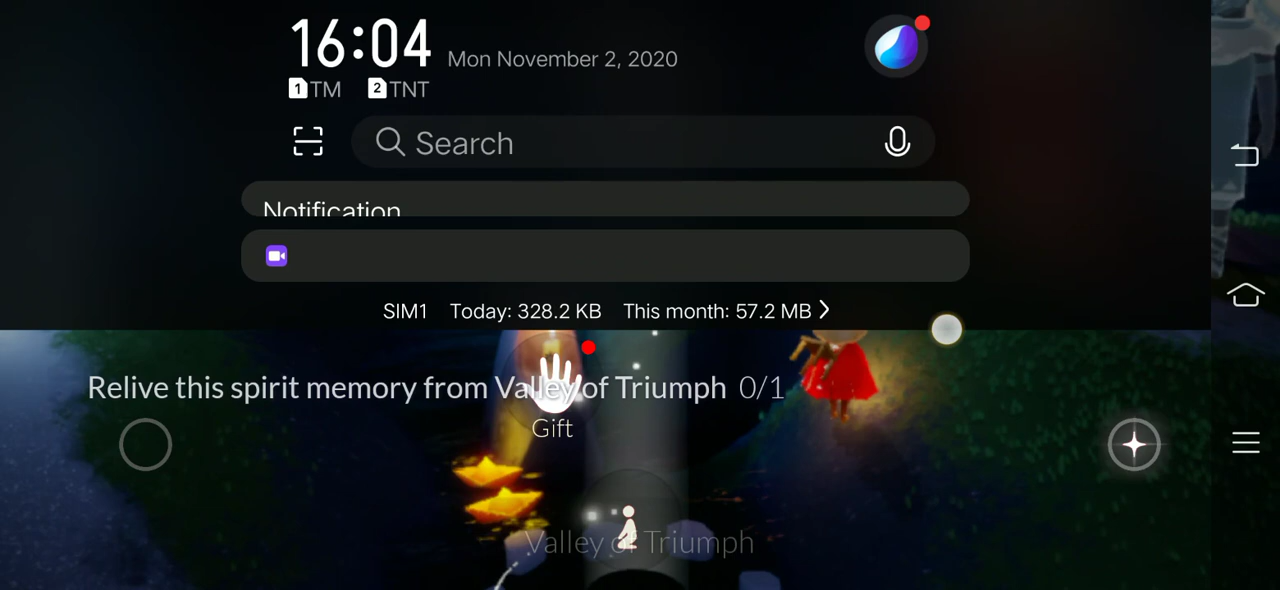 16:04 Mon November 2, 2020
1 TM 2 TNT
Search
Notification
SIM1 Today: 328.2 KB This month: 57.2 MB
Relive this spirit memory from Valley of Triumph 0/1
Gift
Valley of Triumph